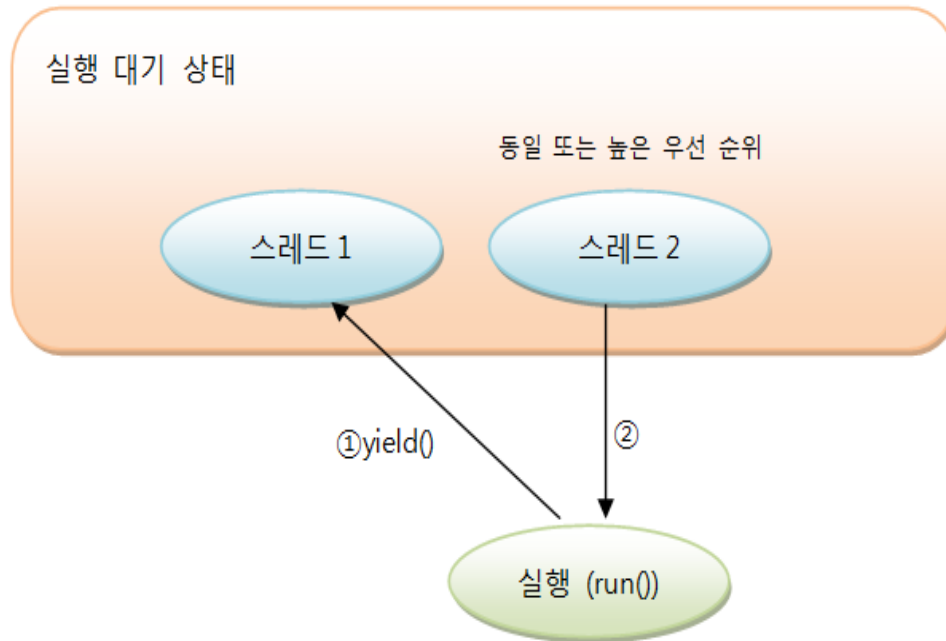 실행 대기 상태
동일 또는 높은 우선 순위
스레드 1
스레드 2
①yield()
②
실행 (run())